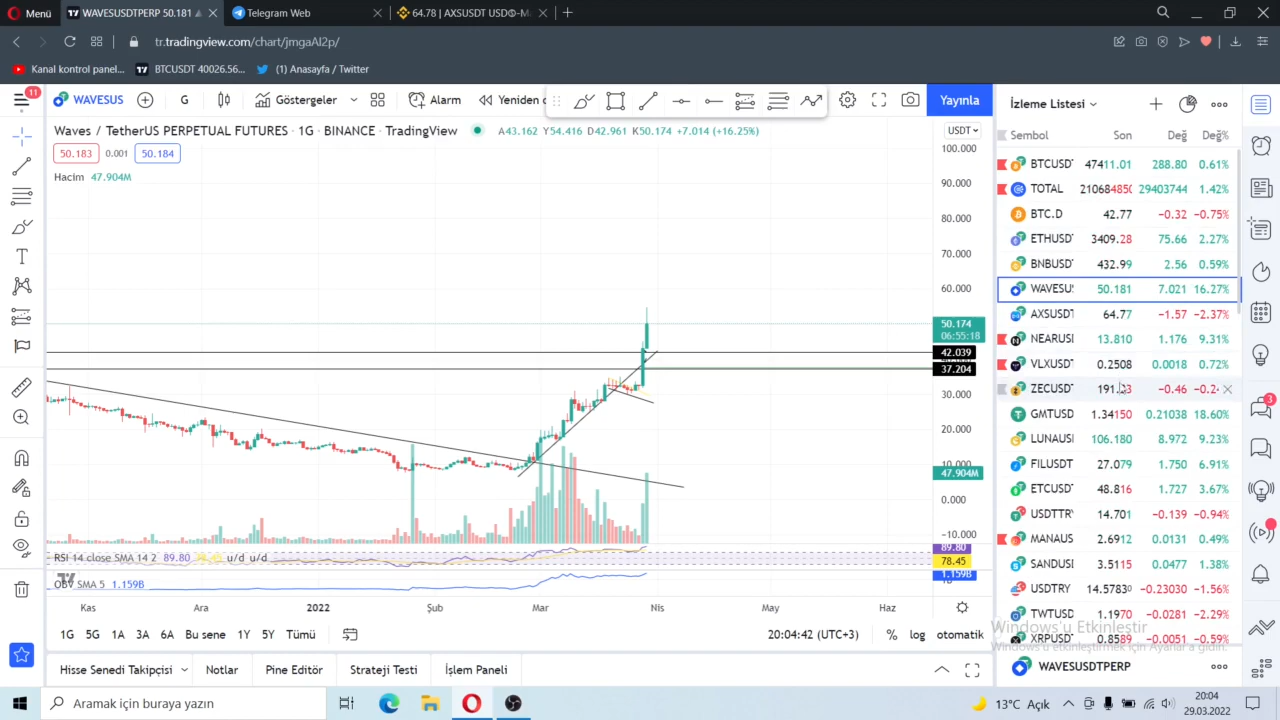 Menü
WAVESUSDTPERP 50.181
Telegram Web
64.78 | AXSUSDT USDⓈ-M
tr.tradingview.com/chart/jmgaAI2p/
Kanal kontrol panel...
BTCUSDT 40026.56...
(1) Anasayfa / Twitter
11
WAVESUS
G
Göstergeler
Alarm
Yeniden
Yayınla
İzleme Listesi
Waves / TetherUS PERPETUAL FUTURES · 1G · BINANCE · TradingView
A43.162 Y54.416 D42.961 K50.174 +7.014 (+16.25%)
USDT
50.183
0.001
50.184
Hacim 47.904M
100.000
90.000
80.000
70.000
60.000
50.174
06:55:18
42.039
37.204
30.000
20.000
10.000
47.904M
0.000
−10.000
RSI 14 close SMA 14 2 89.80
u/d u/d
89.80
78.45
OBV SMA 5 1.159B
1.159B
Kas
Ara
2022
Şub
Mar
Nis
May
Haz
1G 5G 1A 3A 6A Bu sene 1Y 5Y Tümü
20:04:42 (UTC+3)
%
log
otomatik
Hisse Senedi Takipçisi
Notlar
Pine Editör
Strateji Testi
İşlem Paneli
Sembol Son Değ Değ%
BTCUSDT 47411.01 288.80 0.61%
TOTAL 210684850 29403744 1.42%
BTC.D 42.77 −0.32 −0.75%
ETHUSDT 3409.28 75.66 2.27%
BNBUSDT 432.99 2.56 0.59%
WAVESUS 50.181 7.021 16.27%
AXSUSDT 64.77 −1.57 −2.37%
NEARUSI 13.810 1.176 9.31%
VLXUSDT 0.2508 0.0018 0.72%
ZECUSDT −0.46 −0.24
GMTUSD 1.34150 0.21038 18.60%
LUNAUSI 106.180 8.972 9.23%
FILUSDT 27.079 1.750 6.91%
ETCUSDT 48.816 1.727 3.67%
USDTTRY 14.701 −0.139 −0.94%
MANAUS 2.6912 0.0131 0.49%
SANDUSI 3.5115 0.0477 1.38%
USDTRY 14.57830 −0.23030 −1.56%
TWTUSD 1.1970 −0.0281 −2.29%
XRPUSDT 0.8589 −0.0051 −0.59%
Windows'u Etkinleştir
Windows'u etkinleştirmek için Ayarlar'a gidin.
WAVESUSDTPERP
3
Aramak için buraya yazın
13°C Açık
20:04
29.03.2022